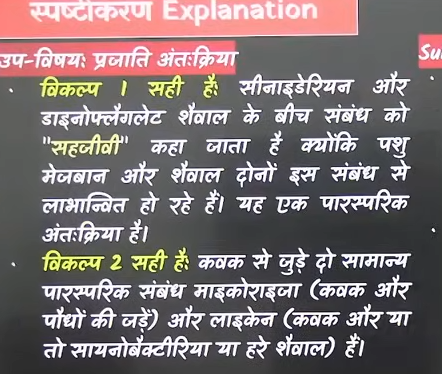 स्पष्टीकरण Explanation
उप-विषय: प्रजाति अंतःक्रिया
Su
विकल्प 1 सही है: सीनाइडेरियन और
डाइनोफ्लैगलेट शैवाल के बीच संबंध को
"सहजीवी" कहा जाता है क्योंकि पशु
मेजबान और शैवाल दोनों इस संबंध से
लाभान्वित हो रहे हैं। यह एक पारस्परिक
अंतःक्रिया है।
विकल्प 2 सही है: कवक से जुड़े दो सामान्य
पारस्परिक संबंध माइकोराइजा (कवक और
पौधों की जड़ें) और लाइकेन (कवक और या
तो सायनोबैक्टीरिया या हरे शैवाल) हैं।